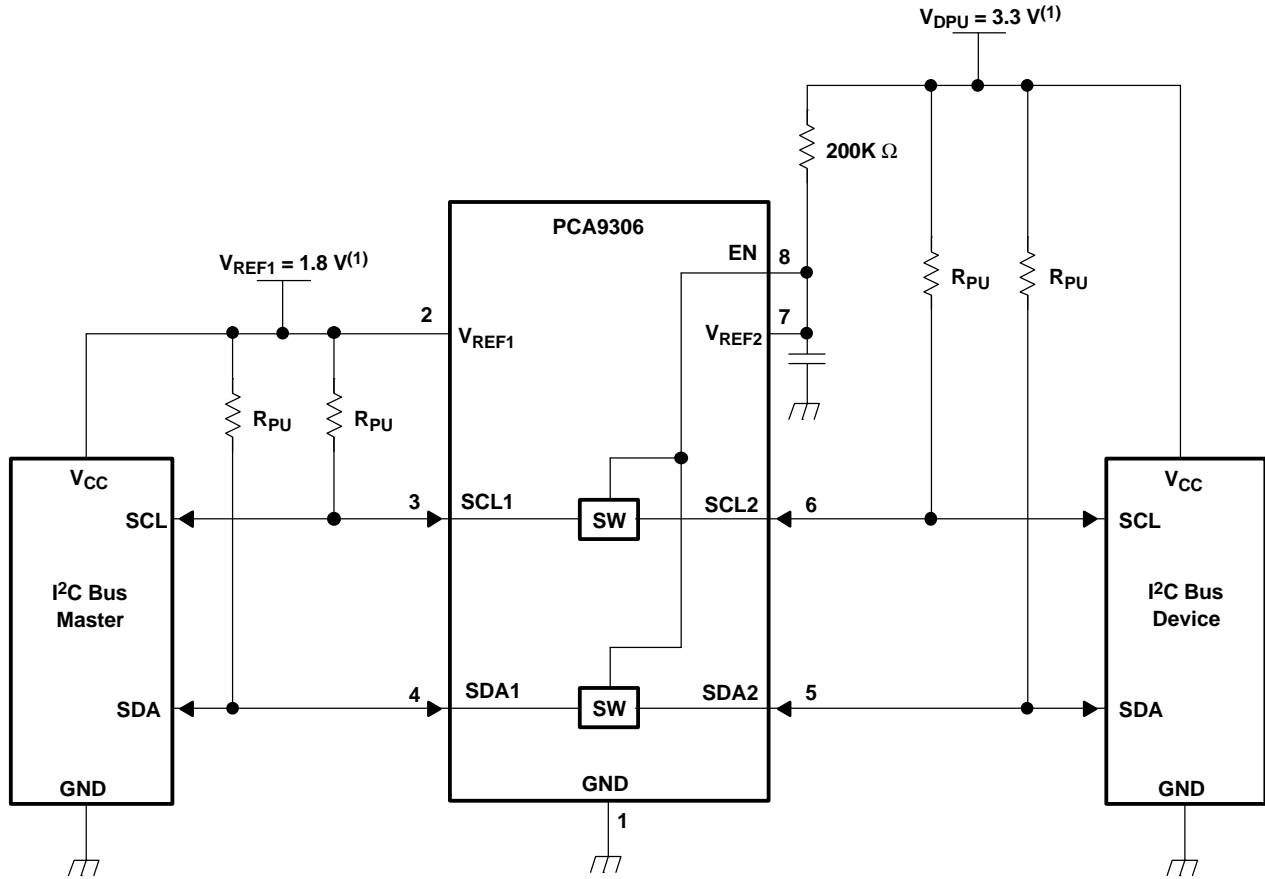 V_DPU = 3.3 V(1)
200K Ω
PCA9306
EN
8
V_REF1 = 1.8 V(1)
R_PU
R_PU
2
V_REF1
7
V_REF2
R_PU
R_PU
V_CC
V_CC
SCL
3
SCL1
SW
SCL2
6
SCL
I²C Bus
Master
I²C Bus
Device
SDA
4
SDA1
SW
SDA2
5
SDA
GND
GND
1
GND